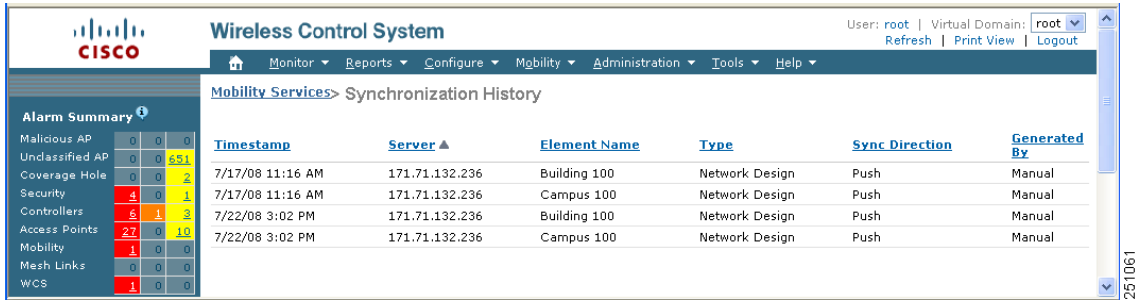 CISCO
Wireless Control System
User: root | Virtual Domain: root
Refresh | Print View | Logout
Monitor Reports Configure Mobility Administration Tools Help
Mobility Services> Synchronization History
Alarm Summary
Malicious AP 0 0 0
Unclassified AP 0 0 651
Coverage Hole 0 0 2
Security 4 0 1
Controllers 6 1 3
Access Points 27 0 10
Mobility 1 0 0
Mesh Links 0 0 0
WCS 1 0 0
Timestamp Server Element Name Type Sync Direction Generated By
7/17/08 11:16 AM 171.71.132.236 Building 100 Network Design Push Manual
7/17/08 11:16 AM 171.71.132.236 Campus 100 Network Design Push Manual
7/22/08 3:02 PM 171.71.132.236 Building 100 Network Design Push Manual
7/22/08 3:02 PM 171.71.132.236 Campus 100 Network Design Push Manual
251061